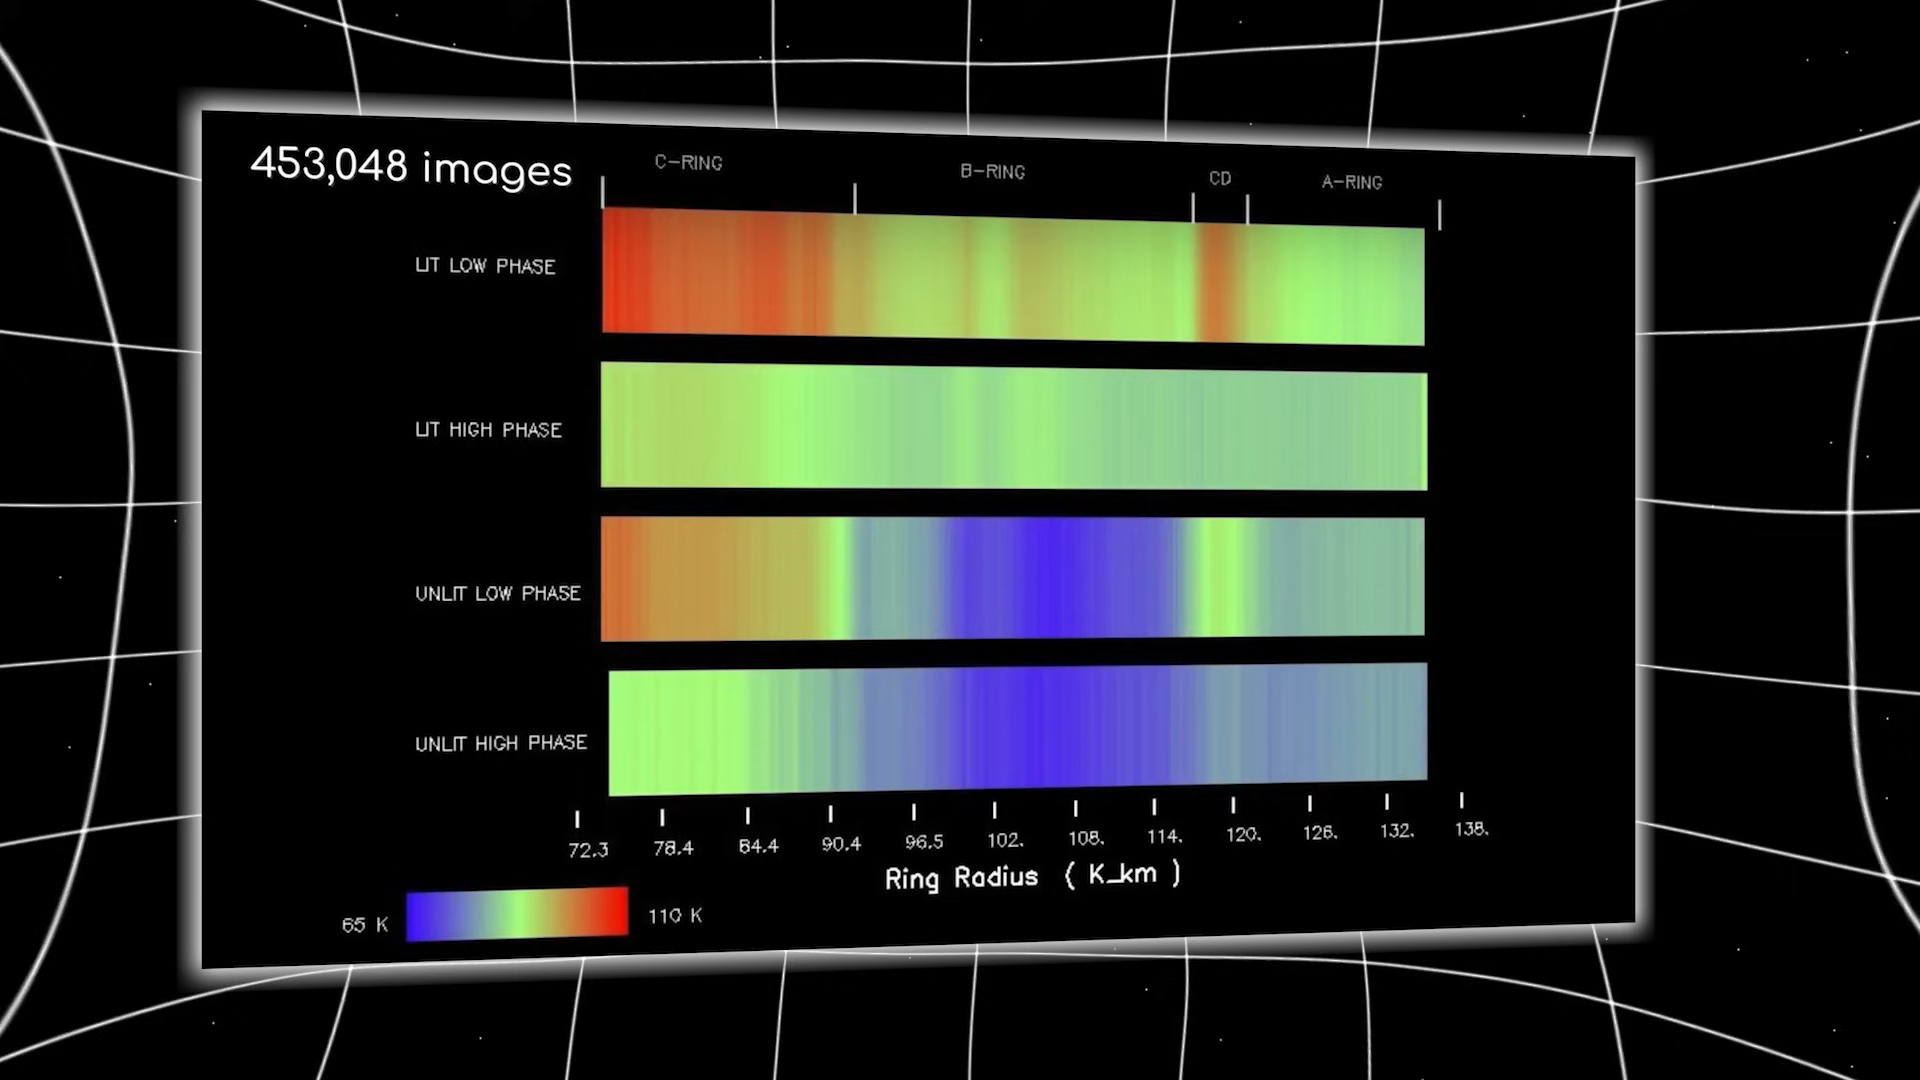 453,048 images
C-RING B-RING CD A-RING
LIT LOW PHASE
LIT HIGH PHASE
UNLIT LOW PHASE
UNLIT HIGH PHASE
72.3 78.4 84.4 90.4 96.5 102. 108. 114. 120. 126. 132. 138.
Ring Radius ( K_km )
65 K 110 K